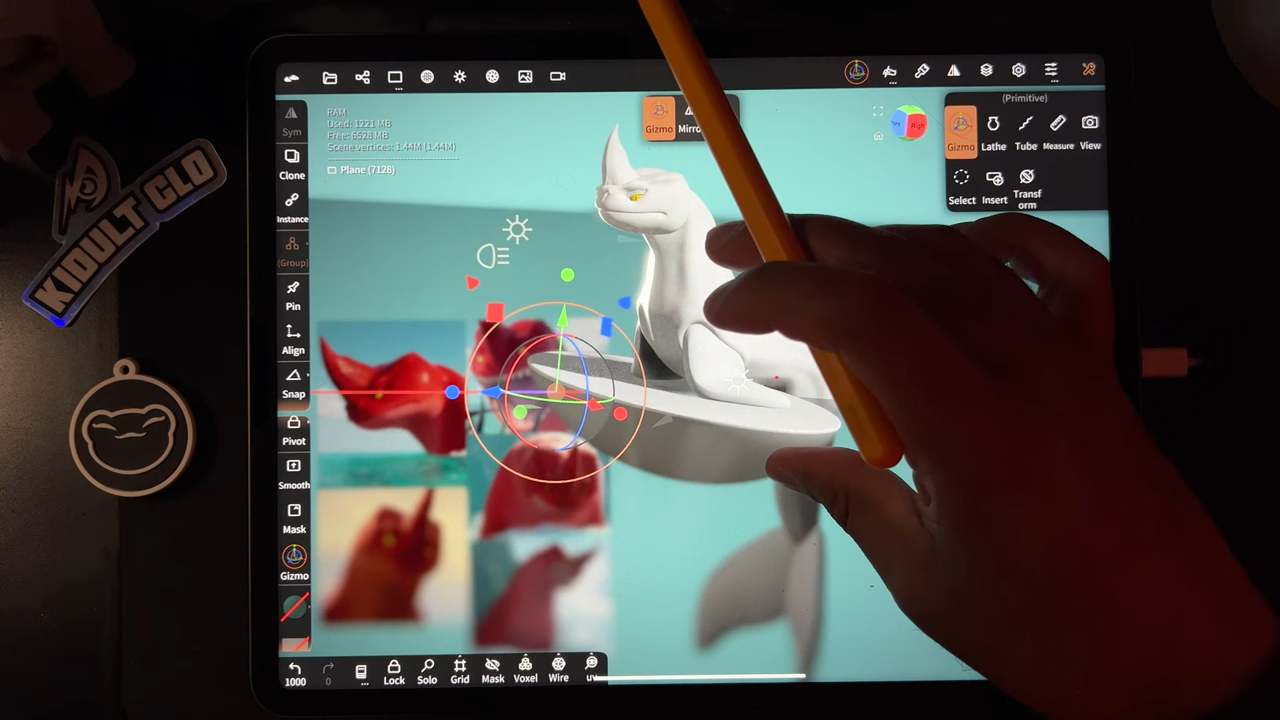 RAM
Used: 1221 MB
Free: 6528 MB
Scene vertices: 1.44M (1.44M)
Plane (7128)
Gizmo
(Primitive)
Gizmo
Lathe
Tube
Measure
View
Select
Insert
Transf
orm
Right
Sym
Clone
Instance
(Group)
Pin
Align
Snap
Pivot
Smooth
Mask
Gizmo
1000
0
Lock
Solo
Grid
Mask
Voxel
Wire
KIDULT CLO